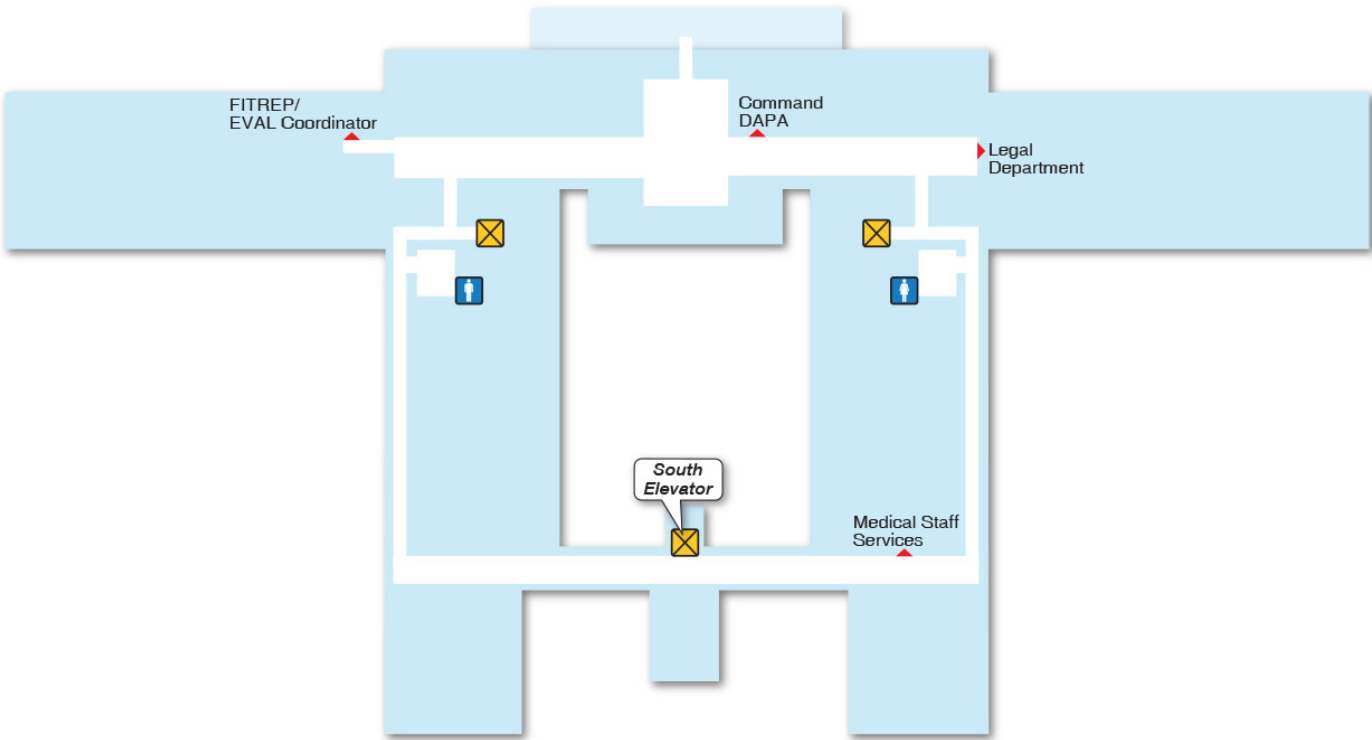 FITREP/
EVAL Coordinator
Command
DAPA
Legal
Department
South
Elevator
Medical Staff
Services